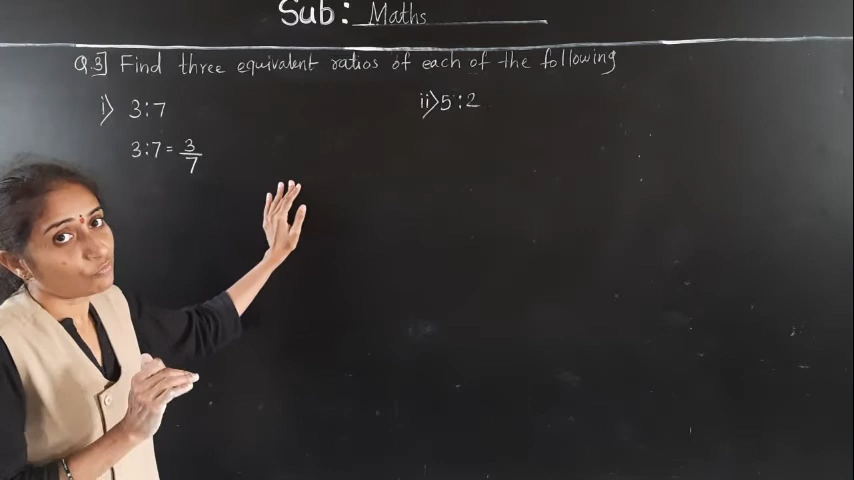 Sub: Maths
Q.3] Find three equivalent ratios of each of the following
i> 3:7
3:7 = 3/7
ii> 5:2